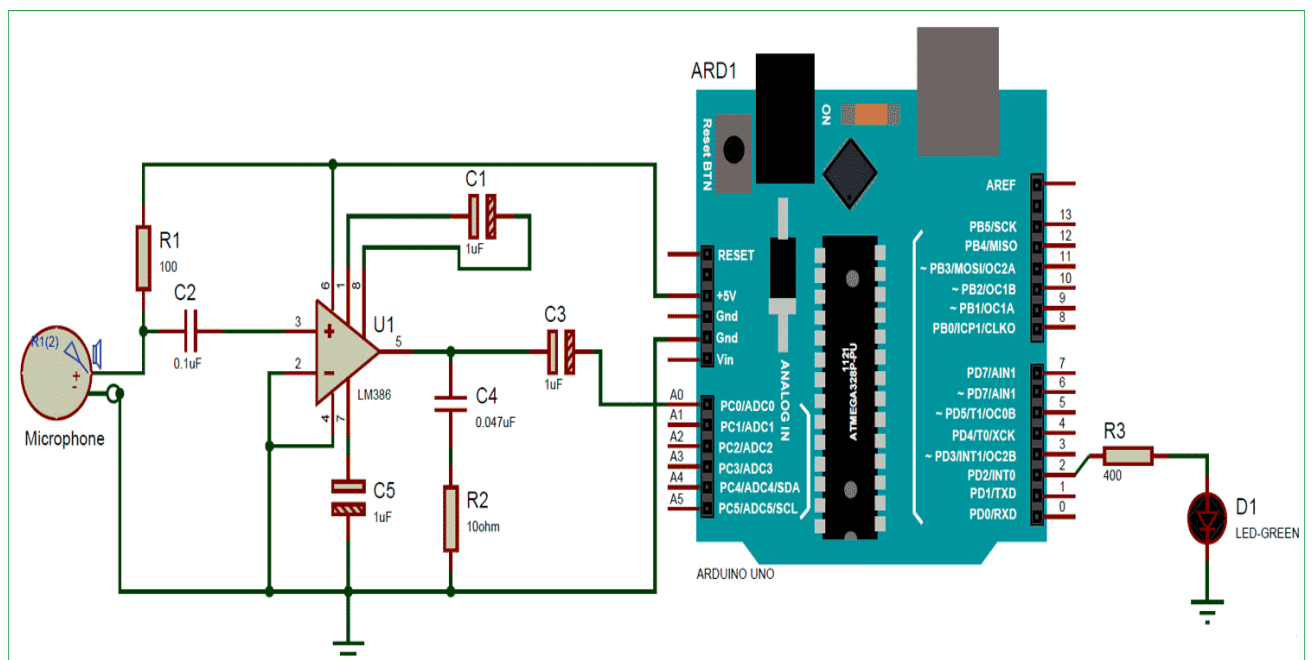 ARD1
Reset BTN
ON
R1
100
C2
0.1uF
R1(2)
+
-
Microphone
6
1
8
3
2
4
7
5
+
-
U1
LM386
C1
1uF
C3
1uF
C4
0.047uF
C5
1uF
R2
10ohm
RESET
+5V
Gnd
Gnd
Vin
ANALOG IN
A0
PC0/ADC0
A1
PC1/ADC1
A2
PC2/ADC2
A3
PC3/ADC3
A4
PC4/ADC4/SDA
A5
PC5/ADC5/SCL
1121
ATMEGA328P-PU
AREF
PB5/SCK
13
PB4/MISO
12
~ PB3/MOSI/OC2A
11
~ PB2/OC1B
10
~ PB1/OC1A
9
PB0/ICP1/CLKO
8
PD7/AIN1
7
~ PD7/AIN1
6
~ PD5/T1/OC0B
5
PD4/T0/XCK
4
~ PD3/INT1/OC2B
3
PD2/INT0
2
PD1/TXD
1
PD0/RXD
0
ARDUINO UNO
R3
400
D1
LED-GREEN